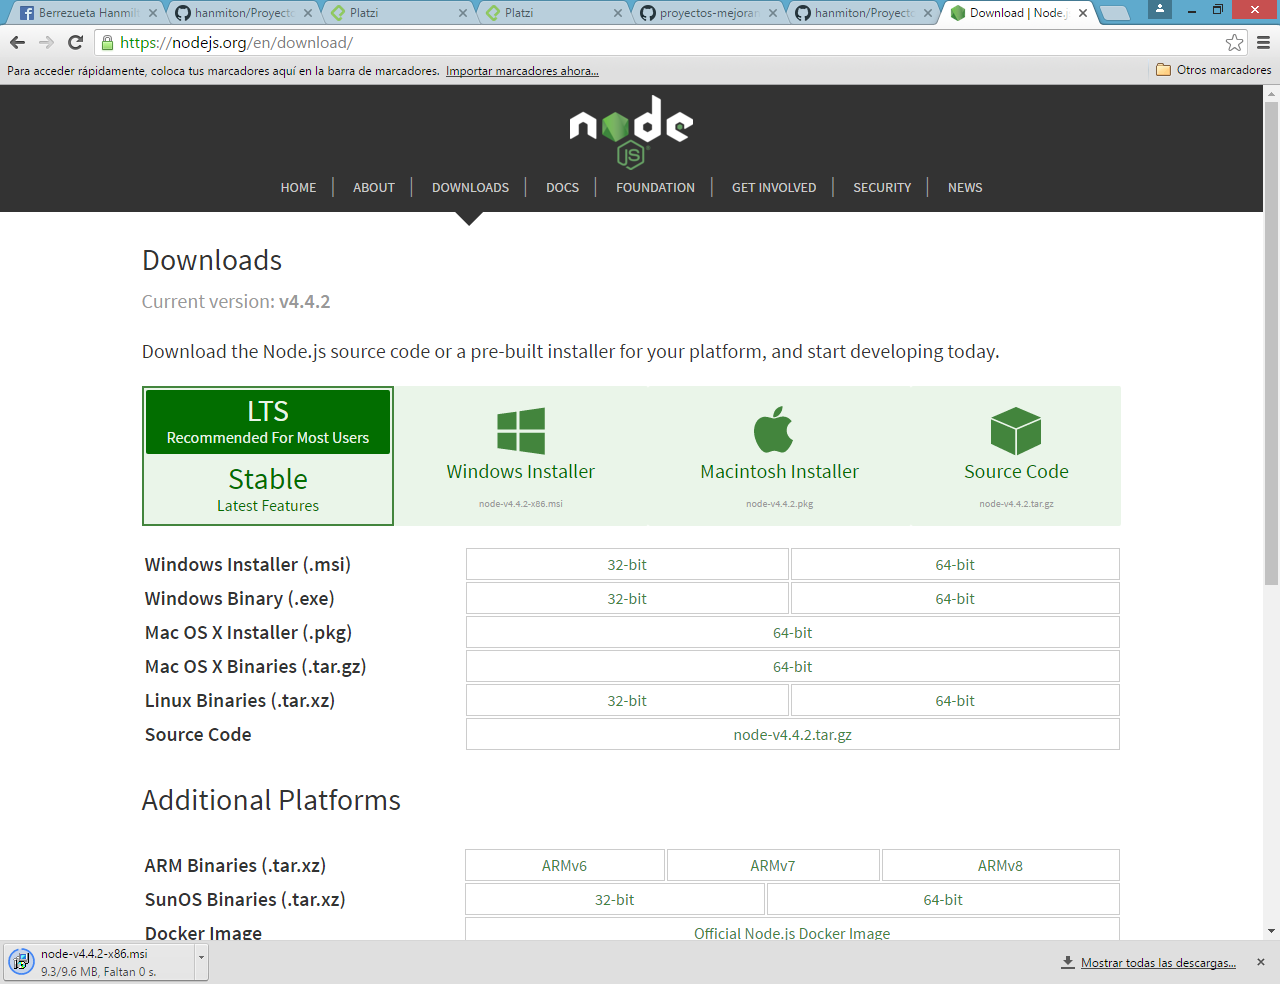 Berrezueta Hanmilt
hanmiton/Proyecto
Platzi
Platzi
proyectos-mejoran
hanmiton/Proyecto
Download | Node.j
https://nodejs.org/en/download/
Para acceder rápidamente, coloca tus marcadores aquí en la barra de marcadores. Importar marcadores ahora...
Otros marcadores
node
JS
HOME
ABOUT
DOWNLOADS
DOCS
FOUNDATION
GET INVOLVED
SECURITY
NEWS
Downloads
Current version: v4.4.2
Download the Node.js source code or a pre-built installer for your platform, and start developing today.
LTS
Recommended For Most Users
Stable
Latest Features
Windows Installer
node-v4.4.2-x86.msi
Macintosh Installer
node-v4.4.2.pkg
Source Code
node-v4.4.2.tar.gz
Windows Installer (.msi) 32-bit 64-bit
Windows Binary (.exe) 32-bit 64-bit
Mac OS X Installer (.pkg) 64-bit
Mac OS X Binaries (.tar.gz) 64-bit
Linux Binaries (.tar.xz) 32-bit 64-bit
Source Code node-v4.4.2.tar.gz
Additional Platforms
ARM Binaries (.tar.xz) ARMv6 ARMv7 ARMv8
SunOS Binaries (.tar.xz) 32-bit 64-bit
Docker Image Official Node.js Docker Image
node-v4.4.2-x86.msi
9.3/9.6 MB, Faltan 0 s.
Mostrar todas las descargas...